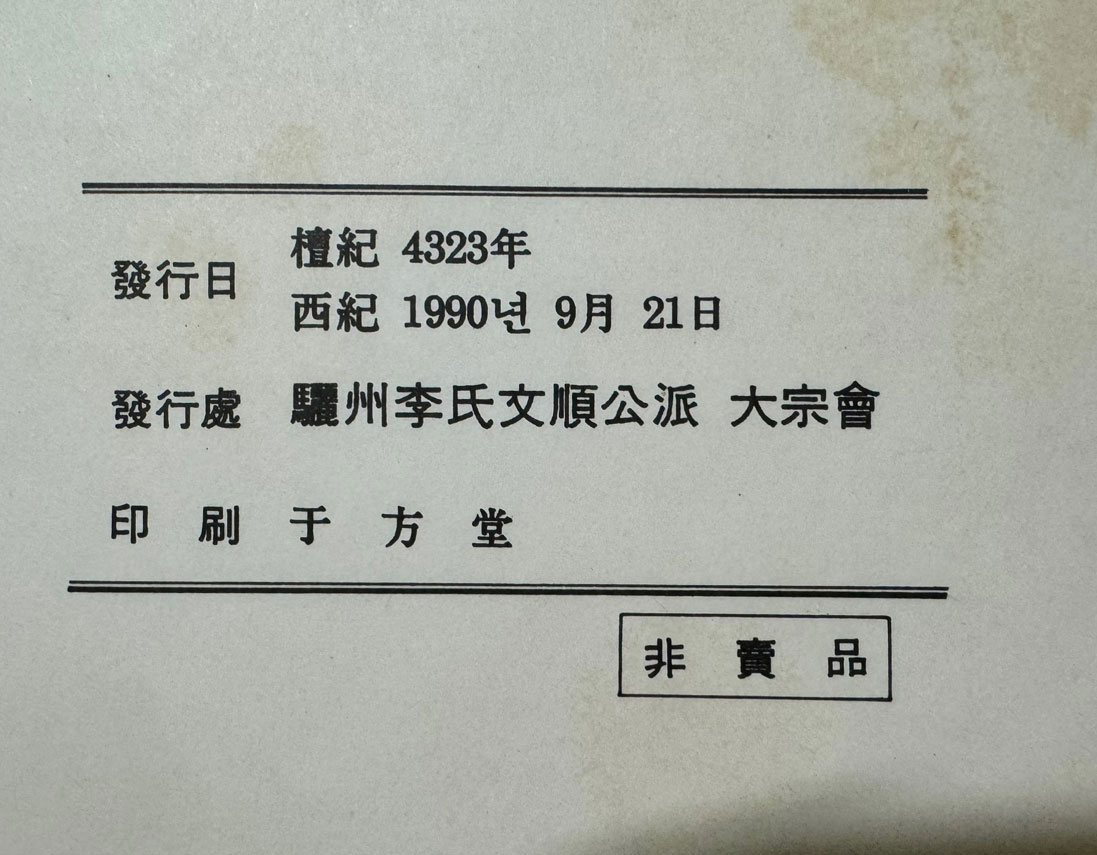 發行日
檀紀 4323年
西紀 1990년 9月 21日
發行處 驪州李氏文順公派 大宗會
印 刷 于 方 堂
非 賣 品